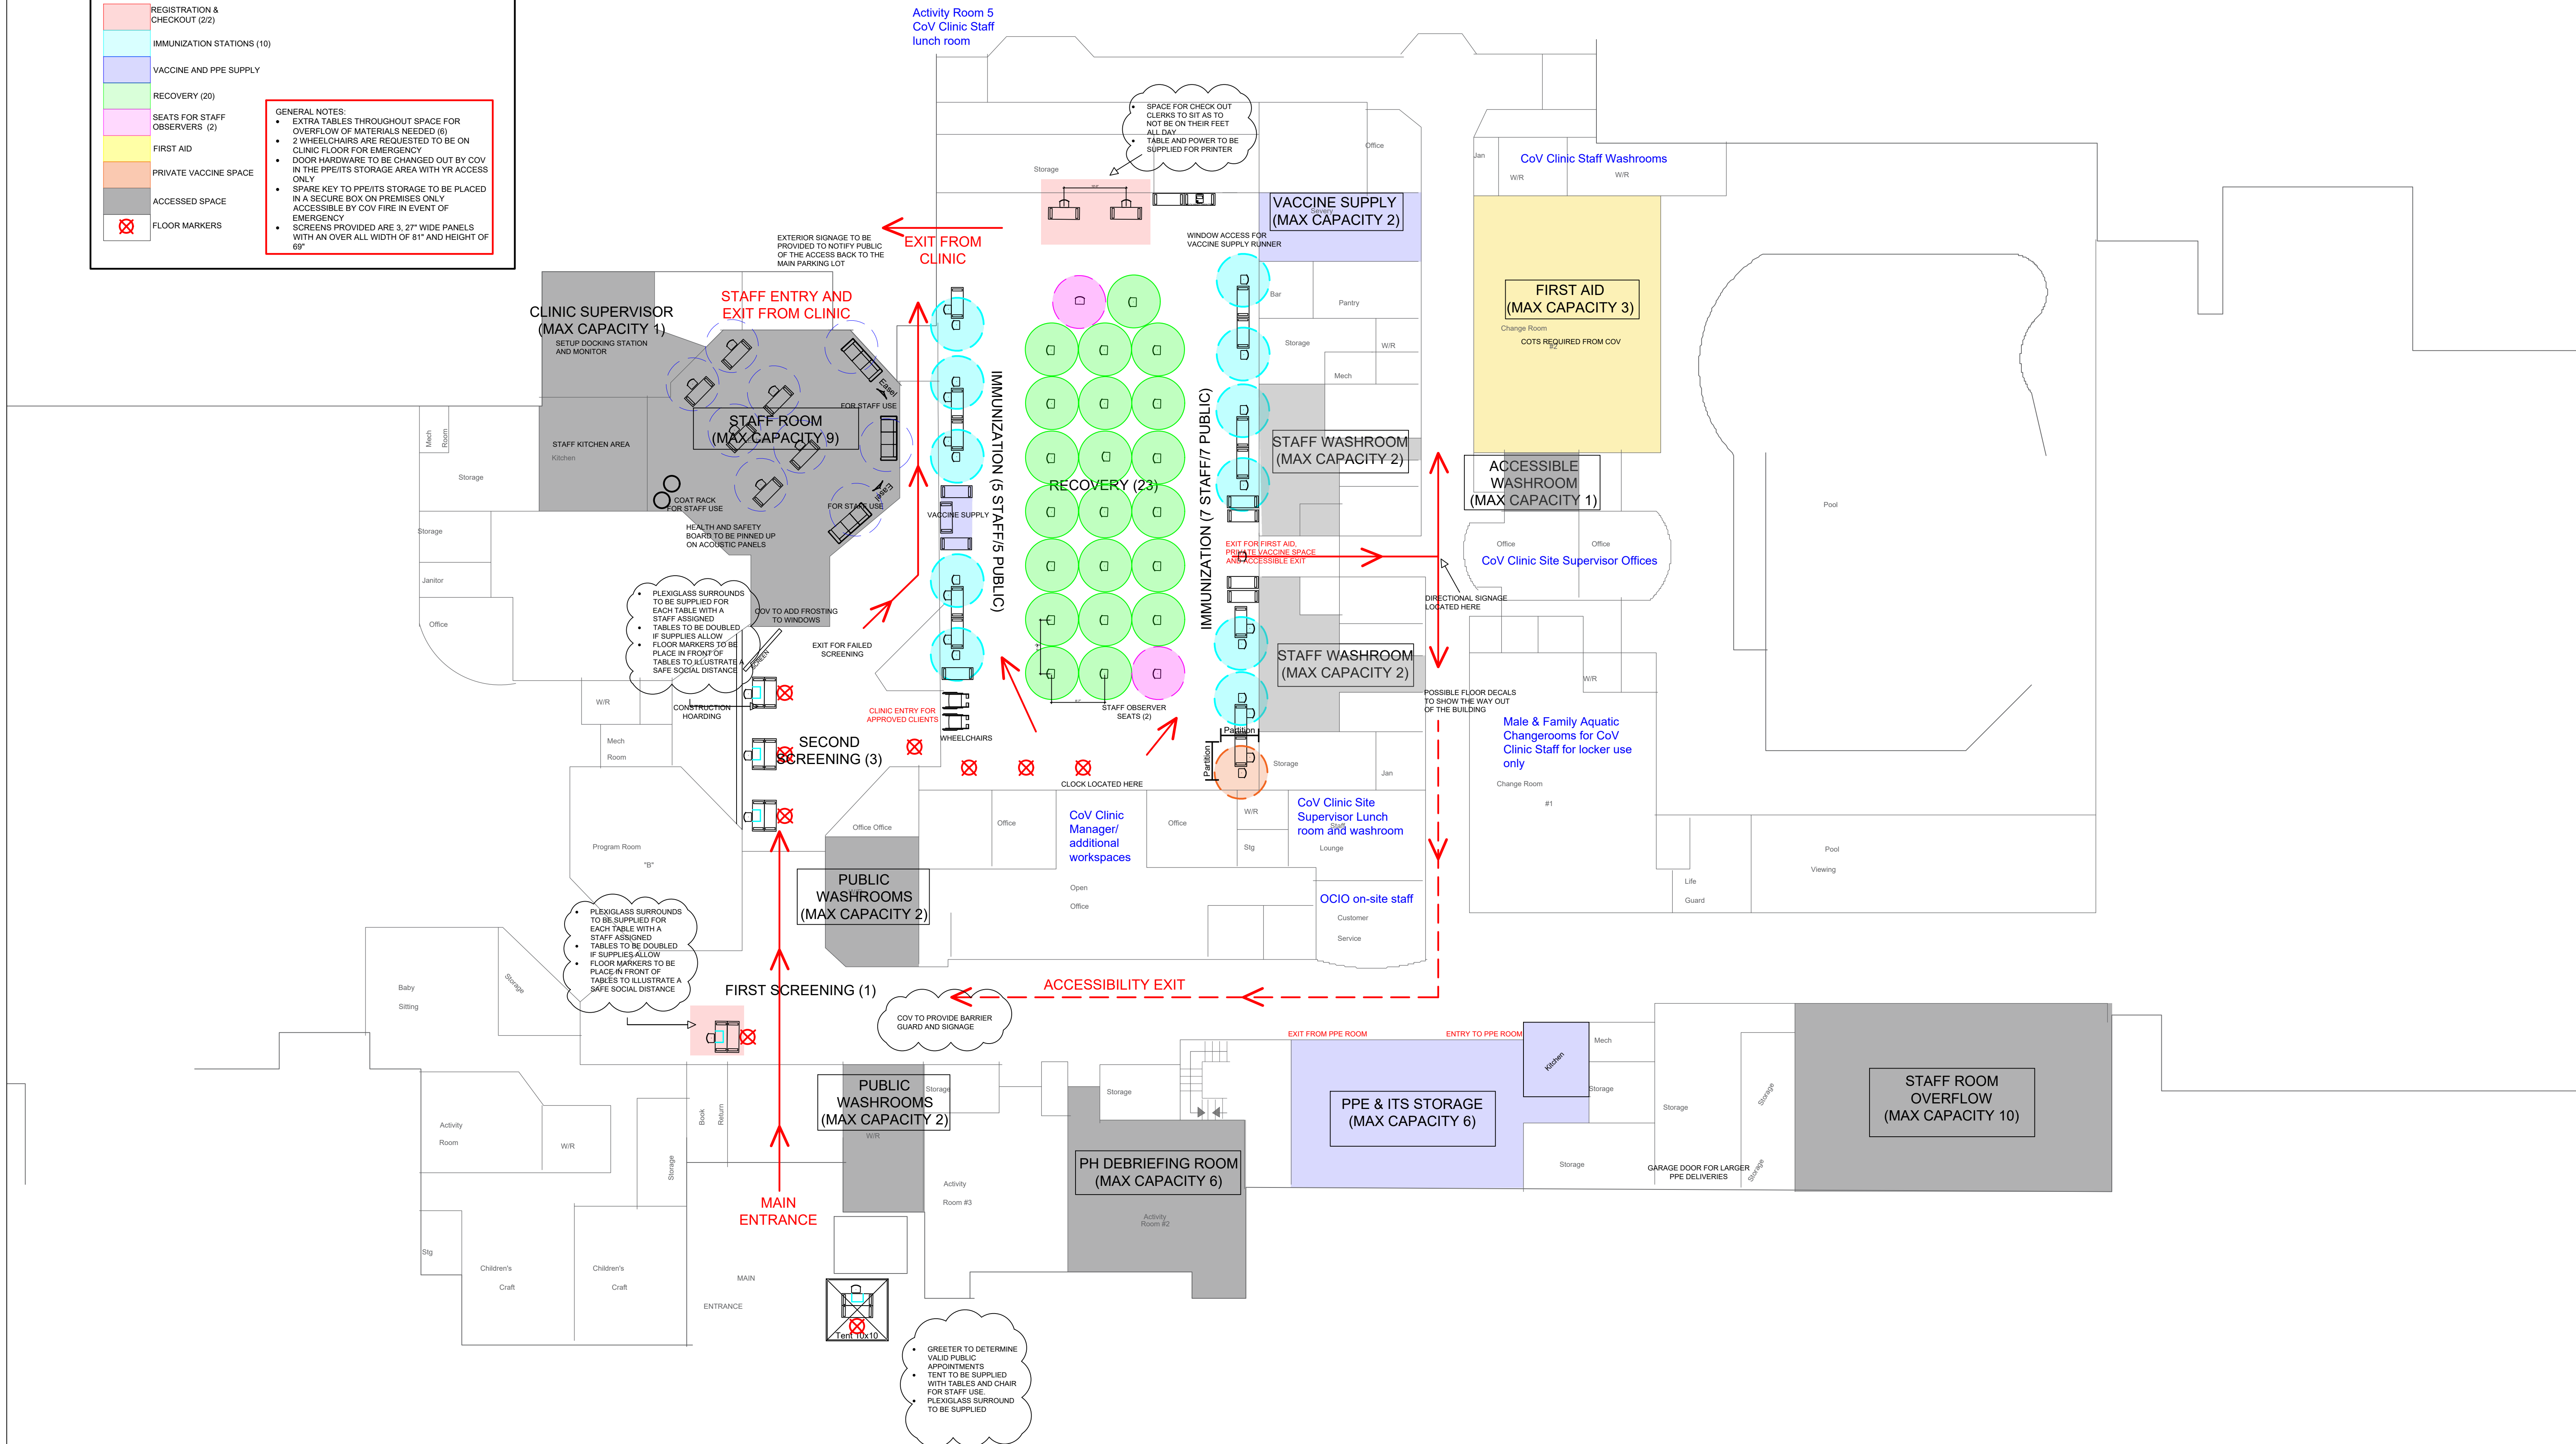 REGISTRATION &
CHECKOUT (2/2)
IMMUNIZATION STATIONS (10)
VACCINE AND PPE SUPPLY
RECOVERY (20)
SEATS FOR STAFF
OBSERVERS (2)
FIRST AID
PRIVATE VACCINE SPACE
ACCESSED SPACE
FLOOR MARKERS
GENERAL NOTES:
• EXTRA TABLES THROUGHOUT SPACE FOR
OVERFLOW OF MATERIALS NEEDED (6)
• 2 WHEELCHAIRS ARE REQUESTED TO BE ON
CLINIC FLOOR FOR EMERGENCY
• DOOR HARDWARE TO BE CHANGED OUT BY COV
IN THE PPE/ITS STORAGE AREA WITH YR ACCESS
ONLY
• SPARE KEY TO PPE/ITS STORAGE TO BE PLACED
IN A SECURE BOX ON PREMISES ONLY
ACCESSIBLE BY COV FIRE IN EVENT OF
EMERGENCY
• SCREENS PROVIDED ARE 3, 27" WIDE PANELS
WITH AN OVER ALL WIDTH OF 81" AND HEIGHT OF
69"
Activity Room 5
CoV Clinic Staff
lunch room
• SPACE FOR CHECK OUT
CLERKS TO SIT AS TO
NOT BE ON THEIR FEET
ALL DAY
• TABLE AND POWER TO BE
SUPPLIED FOR PRINTER
Storage
Office
Jan
W/R
W/R
CoV Clinic Staff Washrooms
VACCINE SUPPLY
(MAX CAPACITY 2)
Severy
WINDOW ACCESS FOR
VACCINE SUPPLY RUNNER
EXTERIOR SIGNAGE TO BE
PROVIDED TO NOTIFY PUBLIC
OF THE ACCESS BACK TO THE
MAIN PARKING LOT
EXIT FROM
CLINIC
STAFF ENTRY AND
EXIT FROM CLINIC
CLINIC SUPERVISOR
(MAX CAPACITY 1)
SETUP DOCKING STATION
AND MONITOR
Bar
Pantry
Storage
W/R
Mech
FIRST AID
(MAX CAPACITY 3)
Change Room
#2
COTS REQUIRED FROM COV
Easel
FOR STAFF USE
STAFF ROOM
(MAX CAPACITY 9)
STAFF KITCHEN AREA
Kitchen
Mech
Room
Storage
COAT RACK
FOR STAFF USE
Easel
FOR STAFF USE
HEALTH AND SAFETY
BOARD TO BE PINNED UP
ON ACOUSTIC PANELS
VACCINE SUPPLY
IMMUNIZATION (5 STAFF/5 PUBLIC)
RECOVERY (23)
IMMUNIZATION (7 STAFF/7 PUBLIC)
STAFF WASHROOM
(MAX CAPACITY 2)
ACCESSIBLE
WASHROOM
(MAX CAPACITY 1)
Pool
Storage
Janitor
Office
EXIT FOR FIRST AID,
PRIVATE VACCINE SPACE
AND ACCESSIBLE EXIT
Office
Office
CoV Clinic Site Supervisor Offices
DIRECTIONAL SIGNAGE
LOCATED HERE
• PLEXIGLASS SURROUNDS
TO BE SUPPLIED FOR
EACH TABLE WITH A
STAFF ASSIGNED
• TABLES TO BE DOUBLED
IF SUPPLIES ALLOW
• FLOOR MARKERS TO BE
PLACE IN FRONT OF
TABLES TO ILLUSTRATE A
SAFE SOCIAL DISTANCE
COV TO ADD FROSTING
TO WINDOWS
SCREEN
EXIT FOR FAILED
SCREENING
STAFF WASHROOM
(MAX CAPACITY 2)
W/R
CONSTRUCTION
HOARDING
CLINIC ENTRY FOR
APPROVED CLIENTS
WHEELCHAIRS
STAFF OBSERVER
SEATS (2)
POSSIBLE FLOOR DECALS
TO SHOW THE WAY OUT
OF THE BUILDING
W/R
Male & Family Aquatic
Changerooms for CoV
Clinic Staff for locker use
only
Change Room
#1
Mech
Room
SECOND
SCREENING (3)
Partition
Partition
Storage
Jan
CLOCK LOCATED HERE
Program Room
"B"
Office Office
Office
CoV Clinic
Manager/
additional
workspaces
Office
W/R
Stg
CoV Clinic Site
Supervisor Lunch
room and washroom
Staff
Lounge
Pool
Viewing
Life
Guard
PUBLIC
WASHROOMS
(MAX CAPACITY 2)
Open
Office
OCIO on-site staff
Customer
Service
• PLEXIGLASS SURROUNDS
TO BE SUPPLIED FOR
EACH TABLE WITH A
STAFF ASSIGNED
• TABLES TO BE DOUBLED
IF SUPPLIES ALLOW
• FLOOR MARKERS TO BE
PLACE IN FRONT OF
TABLES TO ILLUSTRATE A
SAFE SOCIAL DISTANCE
Baby
Sitting
Storage
FIRST SCREENING (1)
ACCESSIBILITY EXIT
COV TO PROVIDE BARRIER
GUARD AND SIGNAGE
EXIT FROM PPE ROOM
ENTRY TO PPE ROOM
Kitchen
Mech
Storage
Storage
Storage
Storage
Storage
GARAGE DOOR FOR LARGER
PPE DELIVERIES
PPE & ITS STORAGE
(MAX CAPACITY 6)
STAFF ROOM
OVERFLOW
(MAX CAPACITY 10)
PUBLIC
WASHROOMS
(MAX CAPACITY 2)
W/R
Storage
Storage
Book
Return
Activity
Room
W/R
Storage
PH DEBRIEFING ROOM
(MAX CAPACITY 6)
Activity
Room #2
Activity
Room #3
MAIN
ENTRANCE
Stg
Children's
Craft
Children's
Craft
MAIN
ENTRANCE
Tent 10x10
• GREETER TO DETERMINE
VALID PUBLIC
APPOINTMENTS
• TENT TO BE SUPPLIED
WITH TABLES AND CHAIR
FOR STAFF USE.
• PLEXIGLASS SURROUND
TO BE SUPPLIED